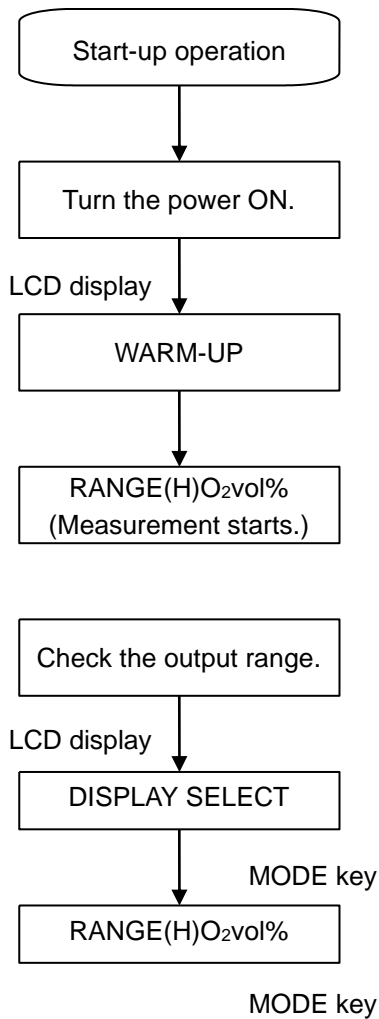 Start-up operation
Turn the power ON.
LCD display
WARM-UP
RANGE(H)O₂vol%
(Measurement starts.)
Check the output range.
LCD display
DISPLAY SELECT
MODE key
RANGE(H)O₂vol%
MODE key